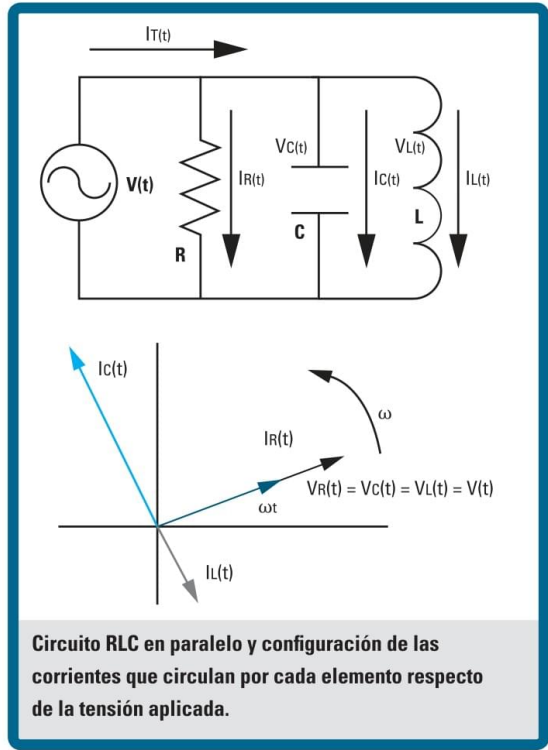 IT(t)
V(t)
R
IR(t)
VC(t)
C
IC(t)
VL(t)
L
IL(t)
IC(t)
IR(t)
ω
VR(t) = VC(t) = VL(t) = V(t)
ωt
IL(t)
Circuito RLC en paralelo y configuración de las
corrientes que circulan por cada elemento respecto
de la tensión aplicada.